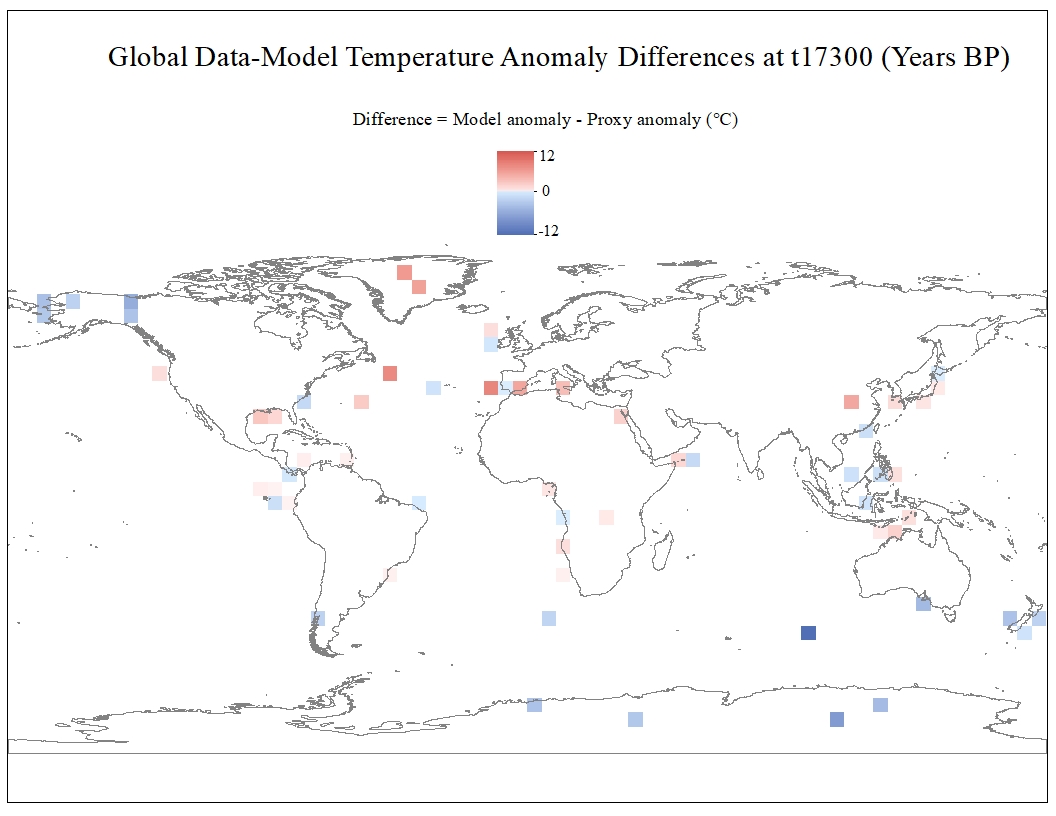 Global Data-Model Temperature Anomaly Differences at t17300 (Years BP)
Difference = Model anomaly - Proxy anomaly (°C)
12
0
-12